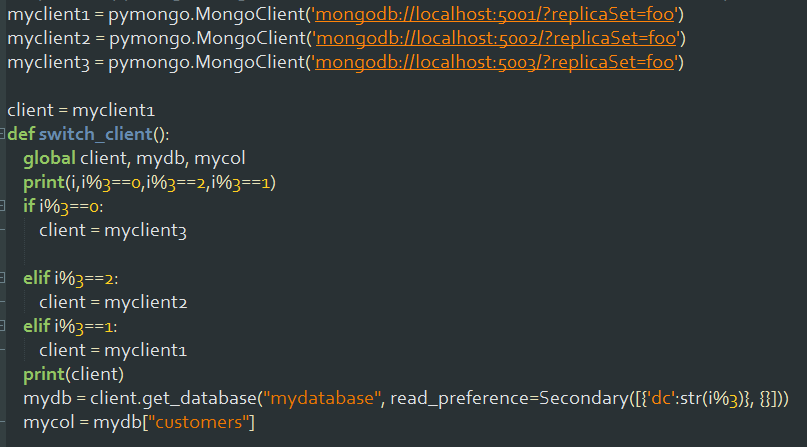 myclient1 = pymongo.MongoClient('mongodb://localhost:5001/?replicaSet=foo')
myclient2 = pymongo.MongoClient('mongodb://localhost:5002/?replicaSet=foo')
myclient3 = pymongo.MongoClient('mongodb://localhost:5003/?replicaSet=foo')

client = myclient1
def switch_client():
    global client, mydb, mycol
    print(i,i%3==0,i%3==2,i%3==1)
    if i%3==0:
        client = myclient3

    elif i%3==2:
        client = myclient2
    elif i%3==1:
        client = myclient1
    print(client)
    mydb = client.get_database("mydatabase", read_preference=Secondary([{'dc':str(i%3)}, {}]))
    mycol = mydb["customers"]